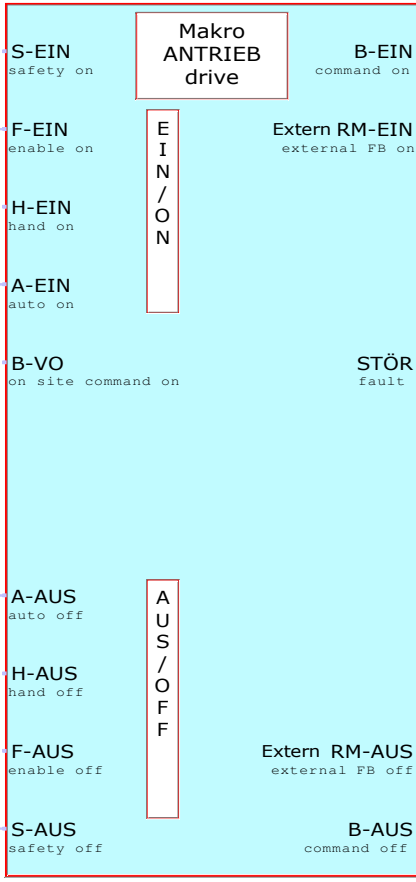 Makro
ANTRIEB
drive
S-EIN
safety on
B-EIN
command on
F-EIN
enable on
E
I
N
/
O
N
Extern RM-EIN
external FB on
H-EIN
hand on
A-EIN
auto on
B-VO
on site command on
STÖR
fault
A-AUS
auto off
A
U
S
/
O
F
F
H-AUS
hand off
F-AUS
enable off
Extern RM-AUS
external FB off
S-AUS
safety off
B-AUS
command off